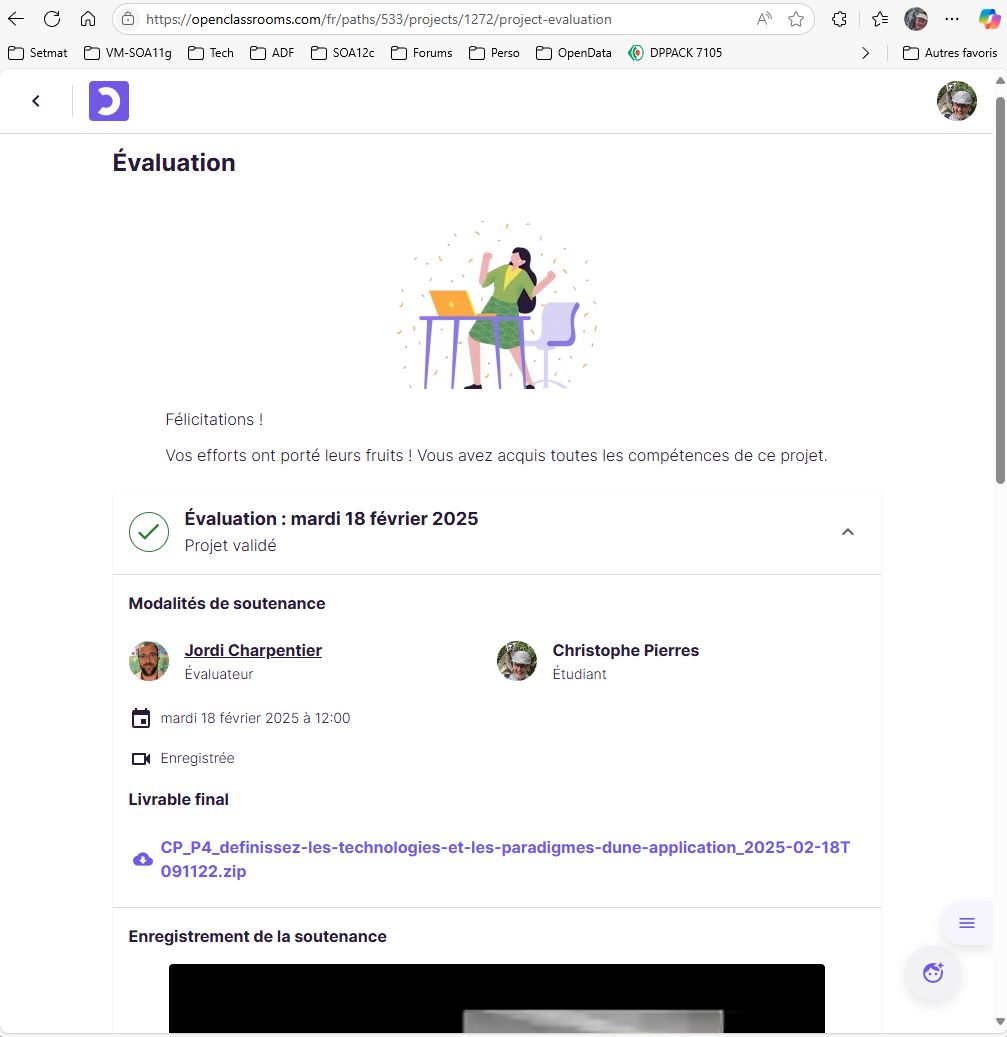 https://openclassrooms.com/fr/paths/533/projects/1272/project-evaluation
Setmat VM-SOA11g Tech ADF SOA12c Forums Perso OpenData DPPACK 7105 Autres favoris
Évaluation
Félicitations !
Vos efforts ont porté leurs fruits ! Vous avez acquis toutes les compétences de ce projet.
Évaluation : mardi 18 février 2025
Projet validé
Modalités de soutenance
Jordi Charpentier Christophe Pierres
Évaluateur Étudiant
mardi 18 février 2025 à 12:00
Enregistrée
Livrable final
CP_P4_definissez-les-technologies-et-les-paradigmes-dune-application_2025-02-18T
091122.zip
Enregistrement de la soutenance